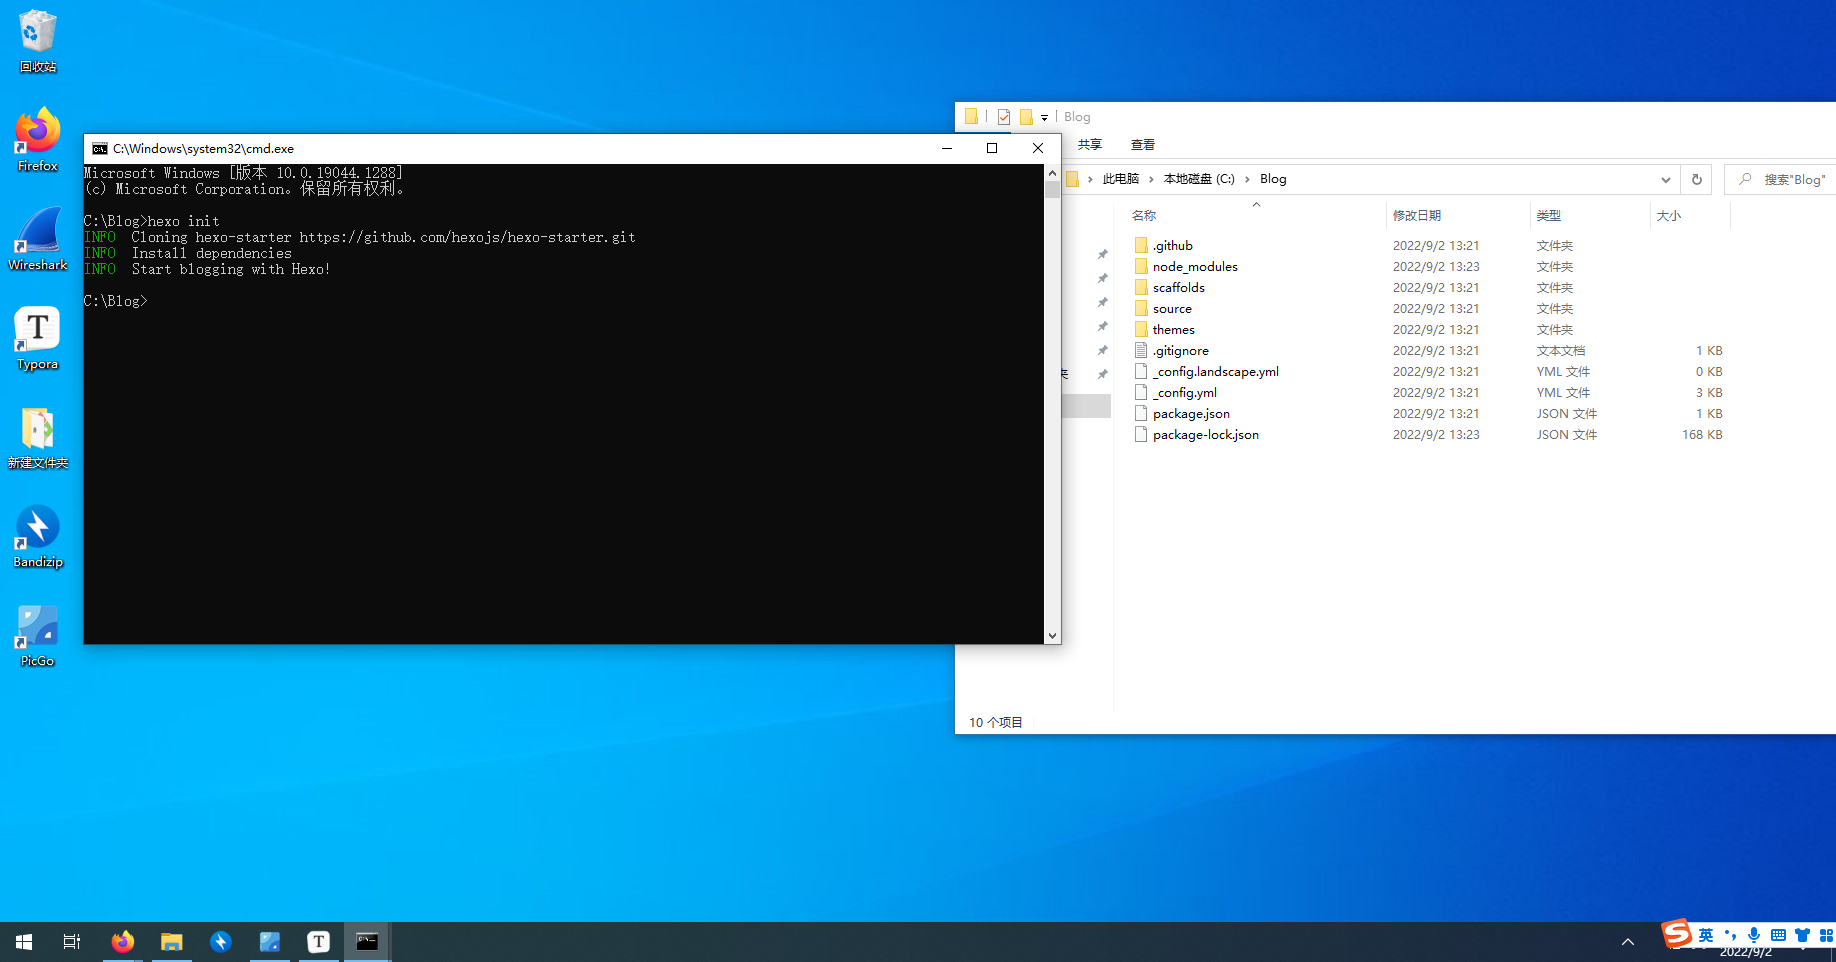 回收站
Firefox
Wireshark
Typora
新建文件夹
Bandizip
PicGo
C:\Windows\system32\cmd.exe
Microsoft Windows [版本 10.0.19044.1288]
(c) Microsoft Corporation。保留所有权利。
C:\Blog>hexo init
INFO  Cloning hexo-starter https://github.com/hexojs/hexo-starter.git
INFO  Install dependencies
INFO  Start blogging with Hexo!
C:\Blog>
Blog
共享 查看
此电脑 > 本地磁盘 (C:) > Blog
搜索"Blog"
名称 修改日期 类型 大小
.github 2022/9/2 13:21 文件夹
node_modules 2022/9/2 13:23 文件夹
scaffolds 2022/9/2 13:21 文件夹
source 2022/9/2 13:21 文件夹
themes 2022/9/2 13:21 文件夹
.gitignore 2022/9/2 13:21 文本文档 1 KB
_config.landscape.yml 2022/9/2 13:21 YML 文件 0 KB
_config.yml 2022/9/2 13:21 YML 文件 3 KB
package.json 2022/9/2 13:21 JSON 文件 1 KB
package-lock.json 2022/9/2 13:23 JSON 文件 168 KB
10 个项目
英
2022/9/2